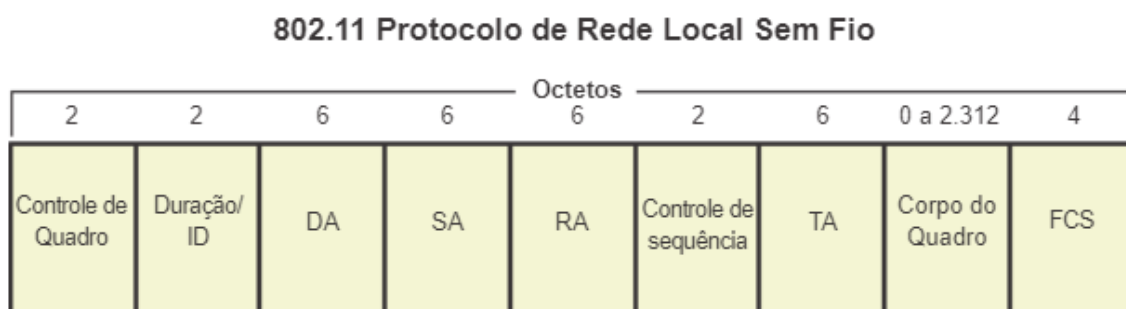 802.11 Protocolo de Rede Local Sem Fio
Octetos
2 2 6 6 6 2 6 0 a 2.312 4
Controle de Quadro
Duração/ ID
DA
SA
RA
Controle de sequência
TA
Corpo do Quadro
FCS